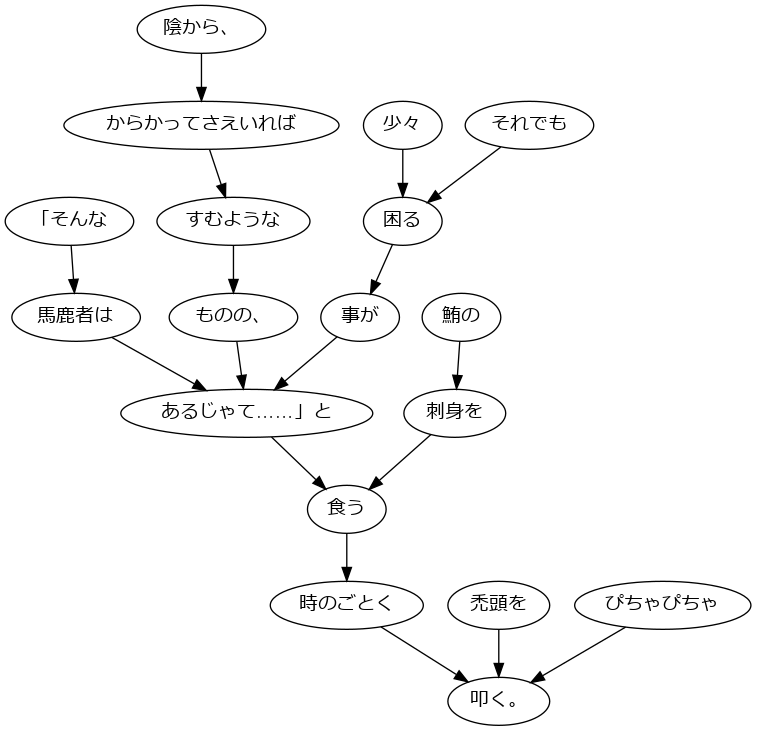 陰から、
からかってさえいれば
少々
それでも
「そんな
すむような
困る
馬鹿者は
ものの、
事が
鮪の
あるじゃて……」と
刺身を
食う
時のごとく
禿頭を
ぴちゃぴちゃ
叩く。